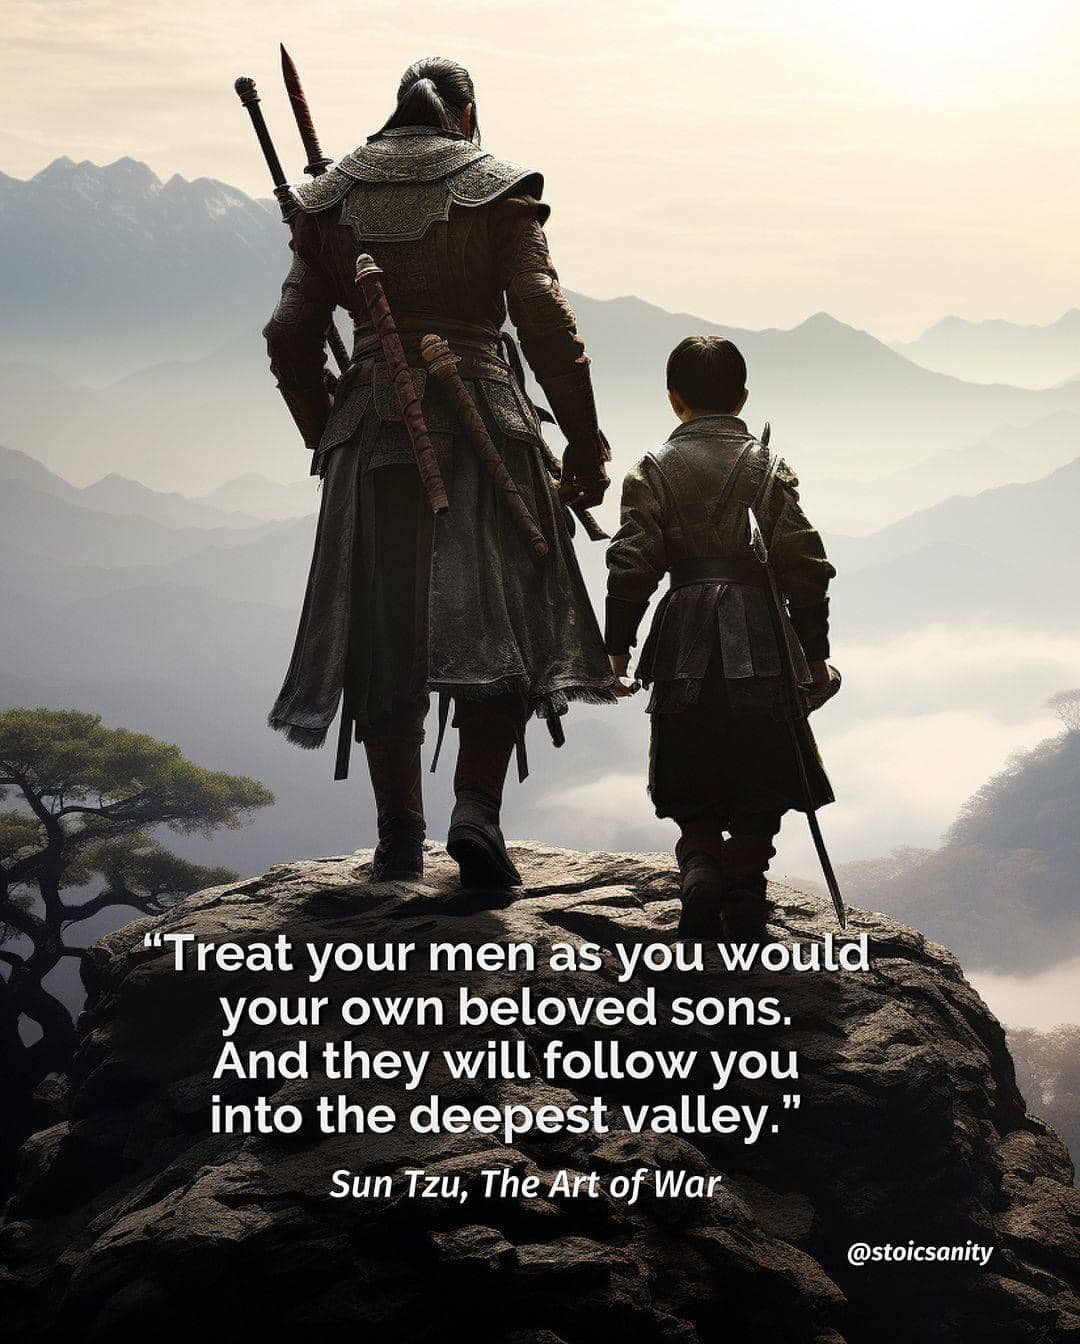 “Treat your men as you would
your own beloved sons.
And they will follow you
into the deepest valley.”
Sun Tzu, The Art of War
@stoicsanity